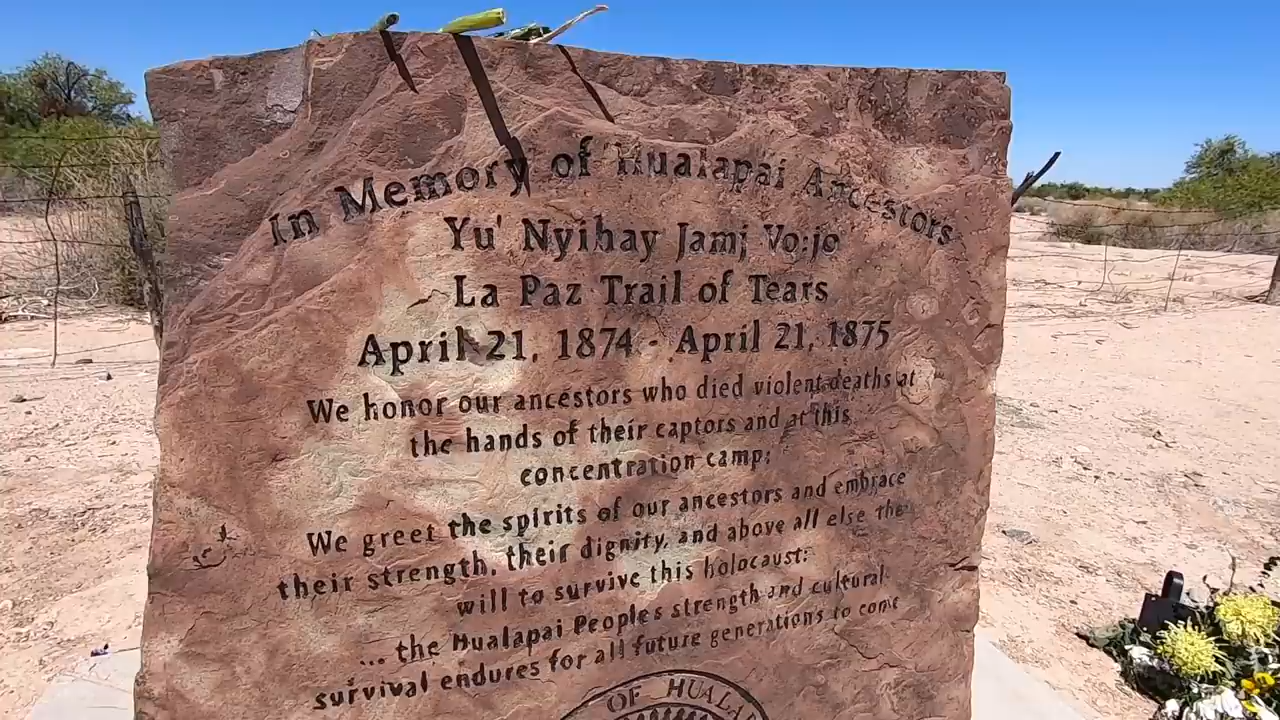 In Memory of Hualapai Ancestors
Yu' Nyihay Jamj Vo:jo
La Paz Trail of Tears
April 21, 1874 - April 21, 1875
We honor our ancestors who died violent deaths at
the hands of their captors and at this
concentration camp;
We greet the spirits of our ancestors and embrace
their strength, their dignity, and above all else the
will to survive this holocaust;
... the Hualapai Peoples strength and cultural
survival endures for all future generations to come
OF HUALAP